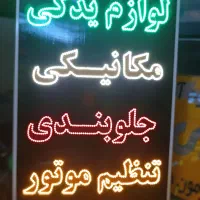 لوازم یدکی
مکانیکی
جلوبندی
تنظیم موتور